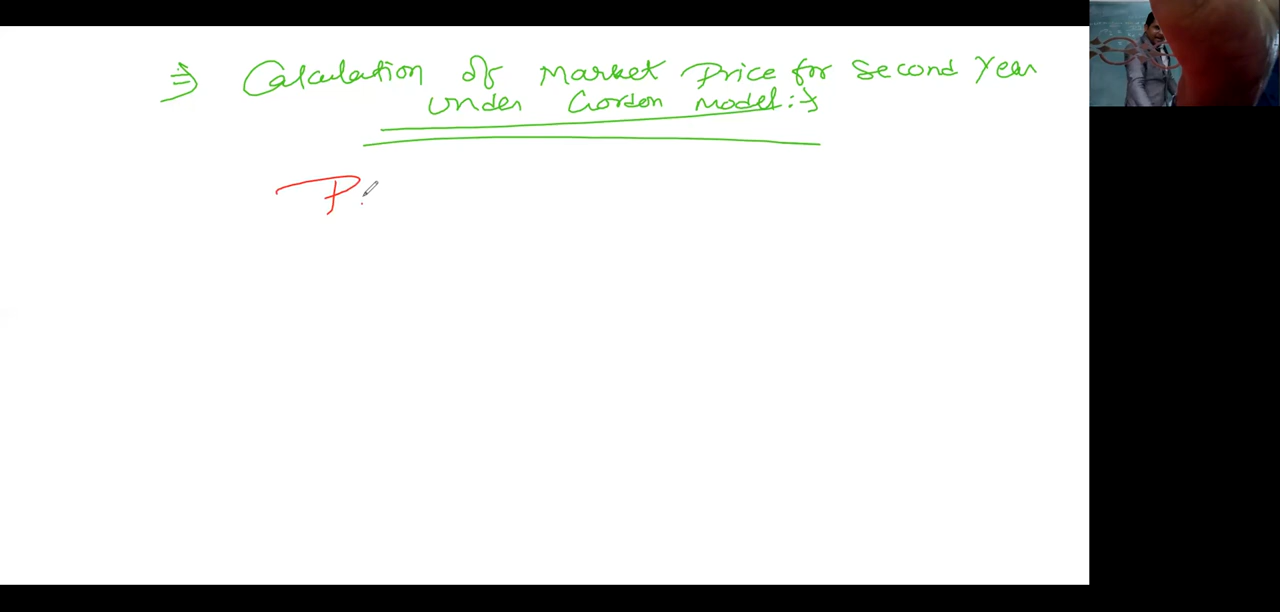 ⇒ Calculation of Market Price for Second Year
Under Gordon Model :→
P